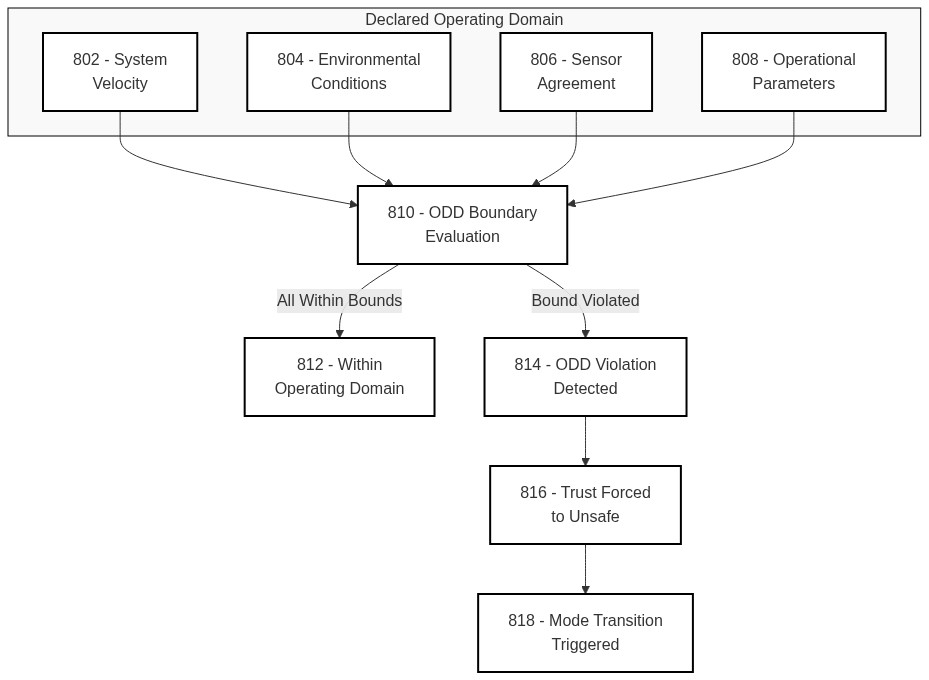 Declared Operating Domain
802 - System
Velocity
804 - Environmental
Conditions
806 - Sensor
Agreement
808 - Operational
Parameters
810 - ODD Boundary
Evaluation
All Within Bounds
Bound Violated
812 - Within
Operating Domain
814 - ODD Violation
Detected
816 - Trust Forced
to Unsafe
818 - Mode Transition
Triggered